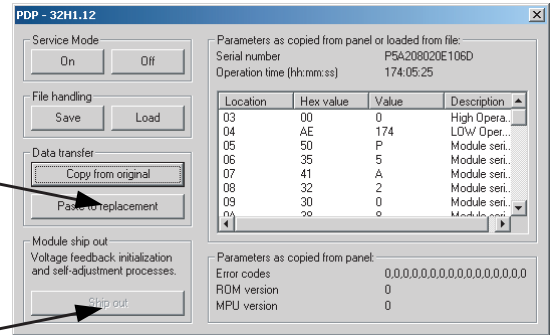 PDP - 32H1.12
Service Mode
On Off
File handling
Save Load
Data transfer
Copy from original
Paste to replacement
Module ship out
Voltage feedback initialization
and self-adjustment processes.
Ship out
Parameters as copied from panel or loaded from file:
Serial number P5A208020E106D
Operation time (hh:mm:ss) 174:05:25
Location Hex value Value Description
03 00 0 High Opera..
04 AE 174 LOW Oper...
05 50 P Module seri..
06 35 5 Module seri..
07 41 A Module seri..
08 32 2 Module seri..
09 30 0 Module seri..
0A 38 8 Module seri..
Parameters as copied from panel:
Error codes 0,0,0,0,0,0,0,0,0,0,0,0,0,0,0,0
ROM version 0
MPU version 0